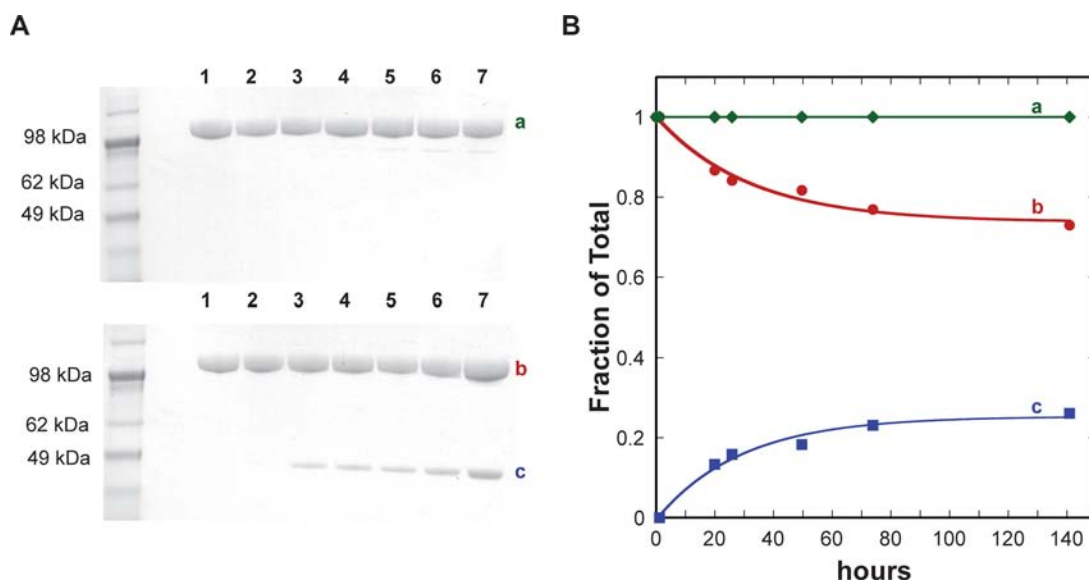 A
1 2 3 4 5 6 7
98 kDa
62 kDa
49 kDa
a
1 2 3 4 5 6 7
98 kDa
62 kDa
49 kDa
b
c
B
Fraction of Total
1
0.8
0.6
0.4
0.2
0
a
b
c
0 20 40 60 80 100 120 140
hours